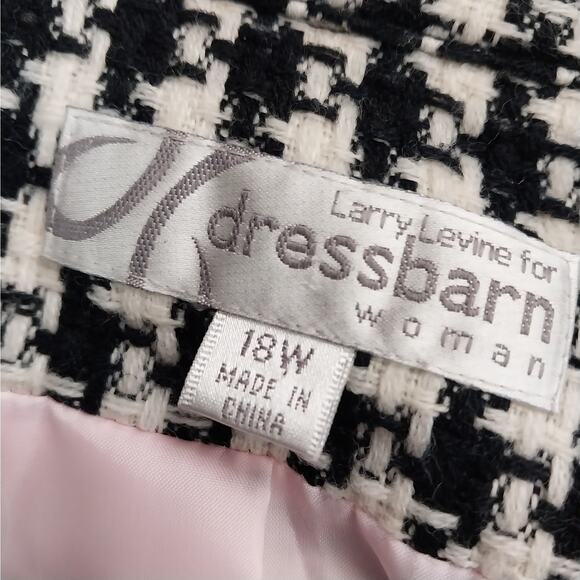 Larry Levine for
dressbarn
woman
18W
MADE IN
CHINA